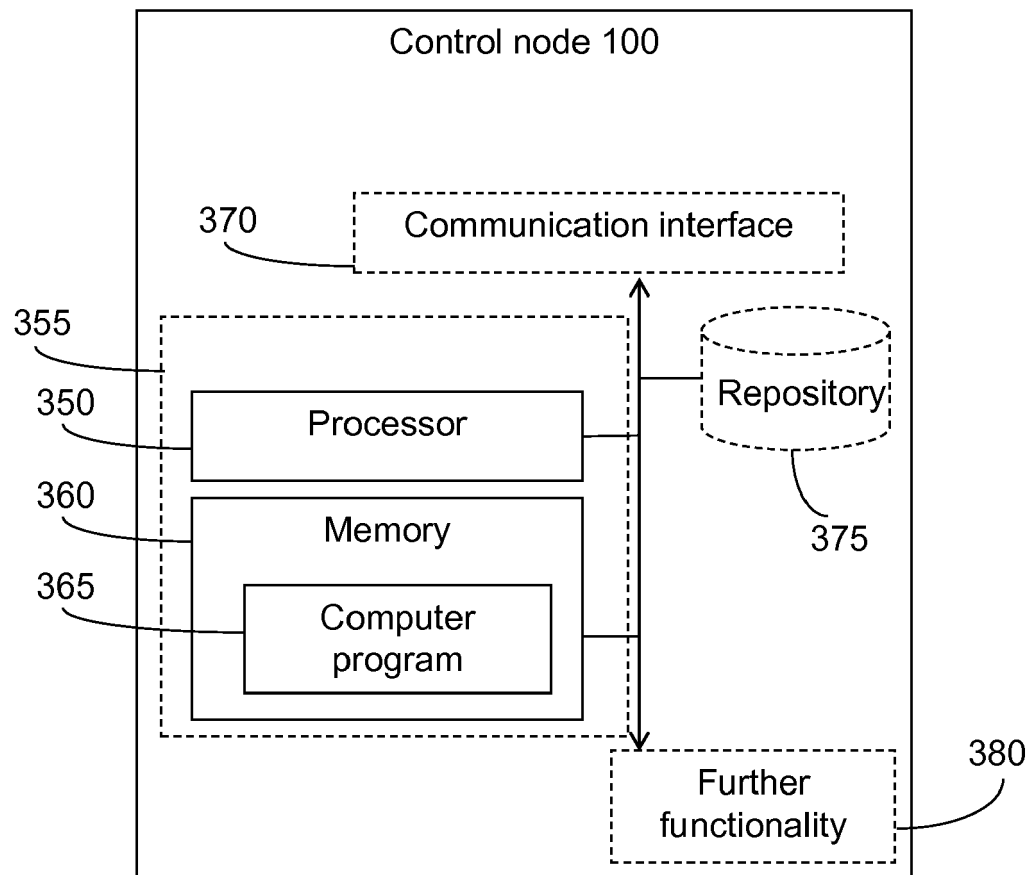 Control node 100
370
Communication interface
355
350
Processor
Repository
360
Memory
375
365
Computer
program
380
Further
functionality